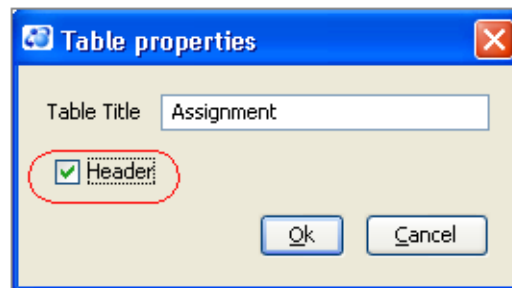 Table properties
Table Title Assignment
Header
Ok Cancel